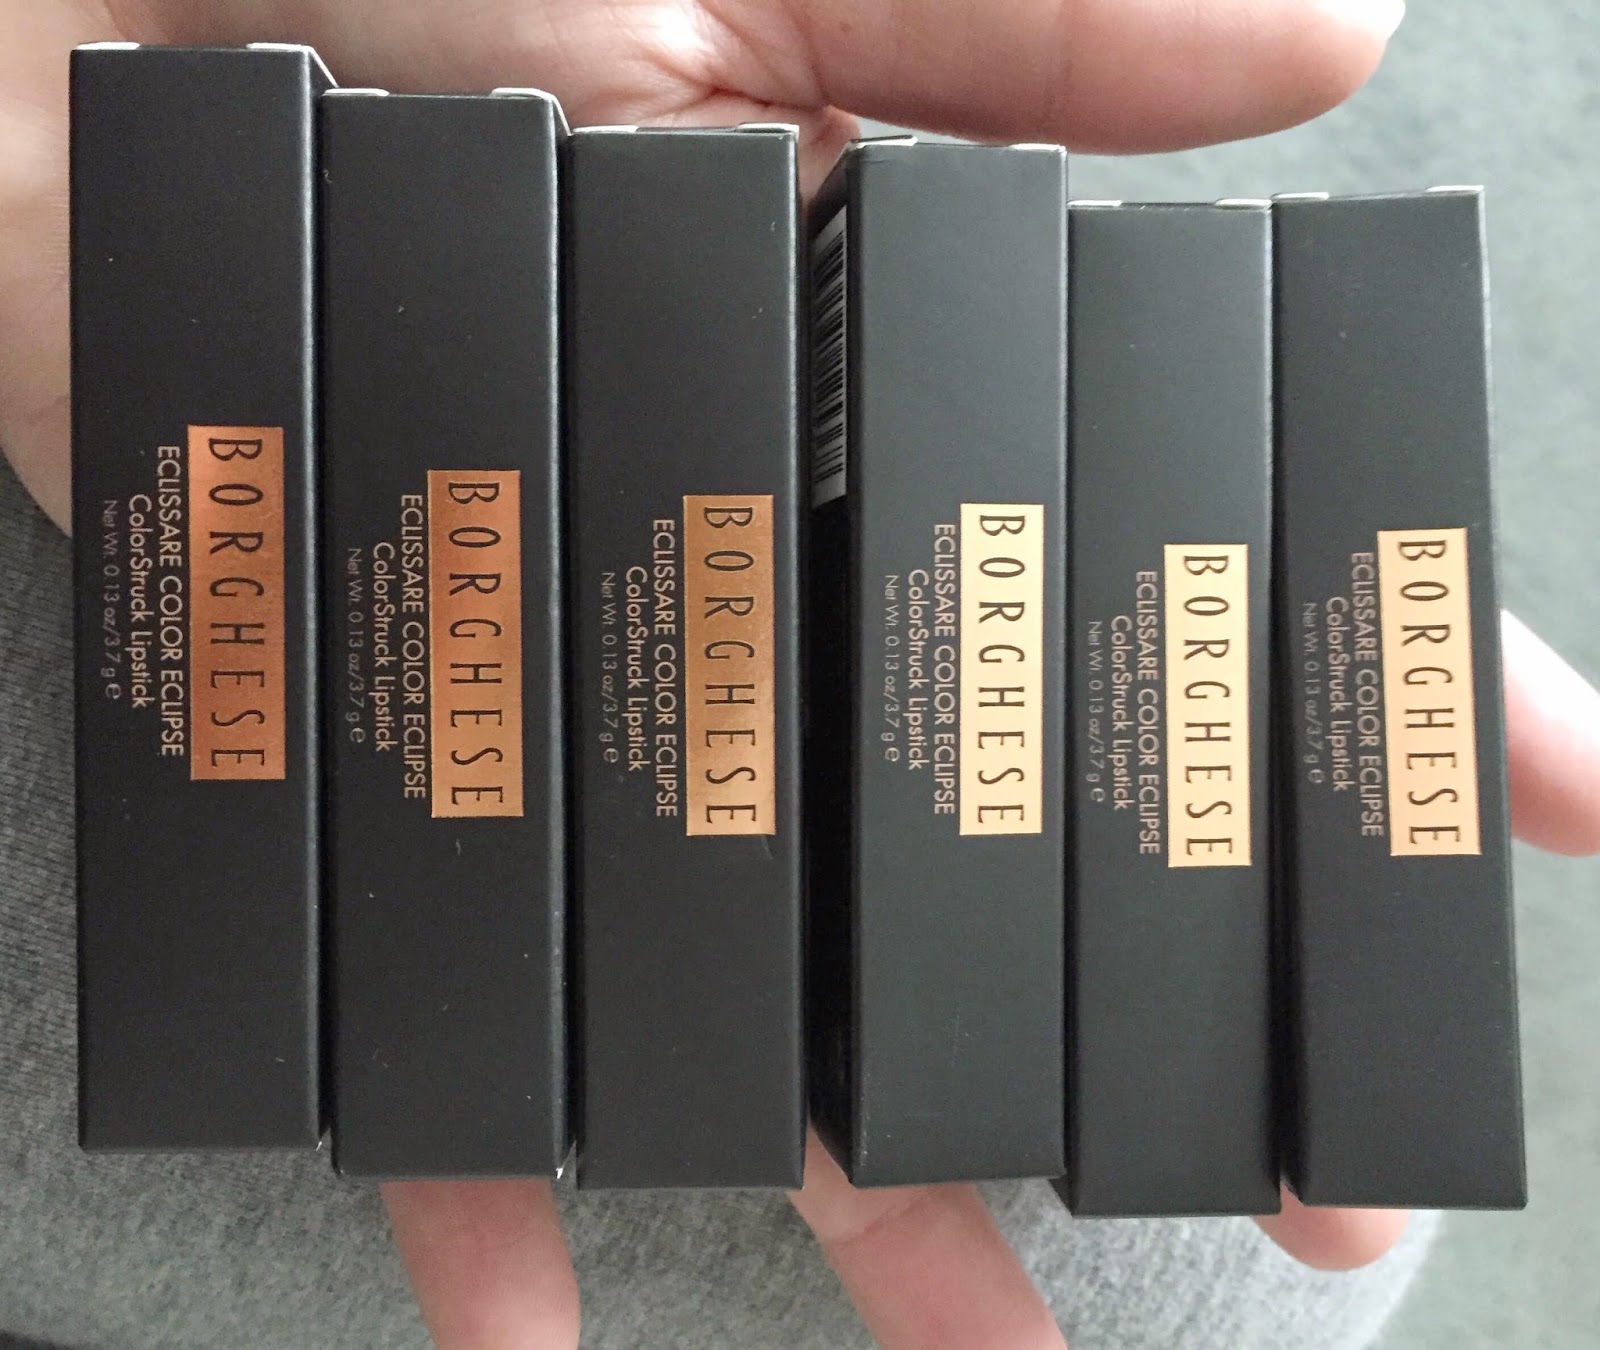 BORGHESE
ECLISSARE COLOR ECLIPSE
ColorStruck Lipstick
Net Wt. 0.13 oz/3.7 g ℮
BORGHESE
ECLISSARE COLOR ECLIPSE
ColorStruck Lipstick
Net Wt. 0.13 oz/3.7 g ℮
BORGHESE
ECLISSARE COLOR ECLIPSE
ColorStruck Lipstick
Net Wt. 0.13 oz/3.7 g ℮
BORGHESE
ECLISSARE COLOR ECLIPSE
ColorStruck Lipstick
Net Wt. 0.13 oz/3.7 g ℮
BORGHESE
ECLISSARE COLOR ECLIPSE
ColorStruck Lipstick
Net Wt. 0.13 oz/3.7 g ℮
BORGHESE
ECLISSARE COLOR ECLIPSE
ColorStruck Lipstick
Net Wt. 0.13 oz/3.7 g ℮